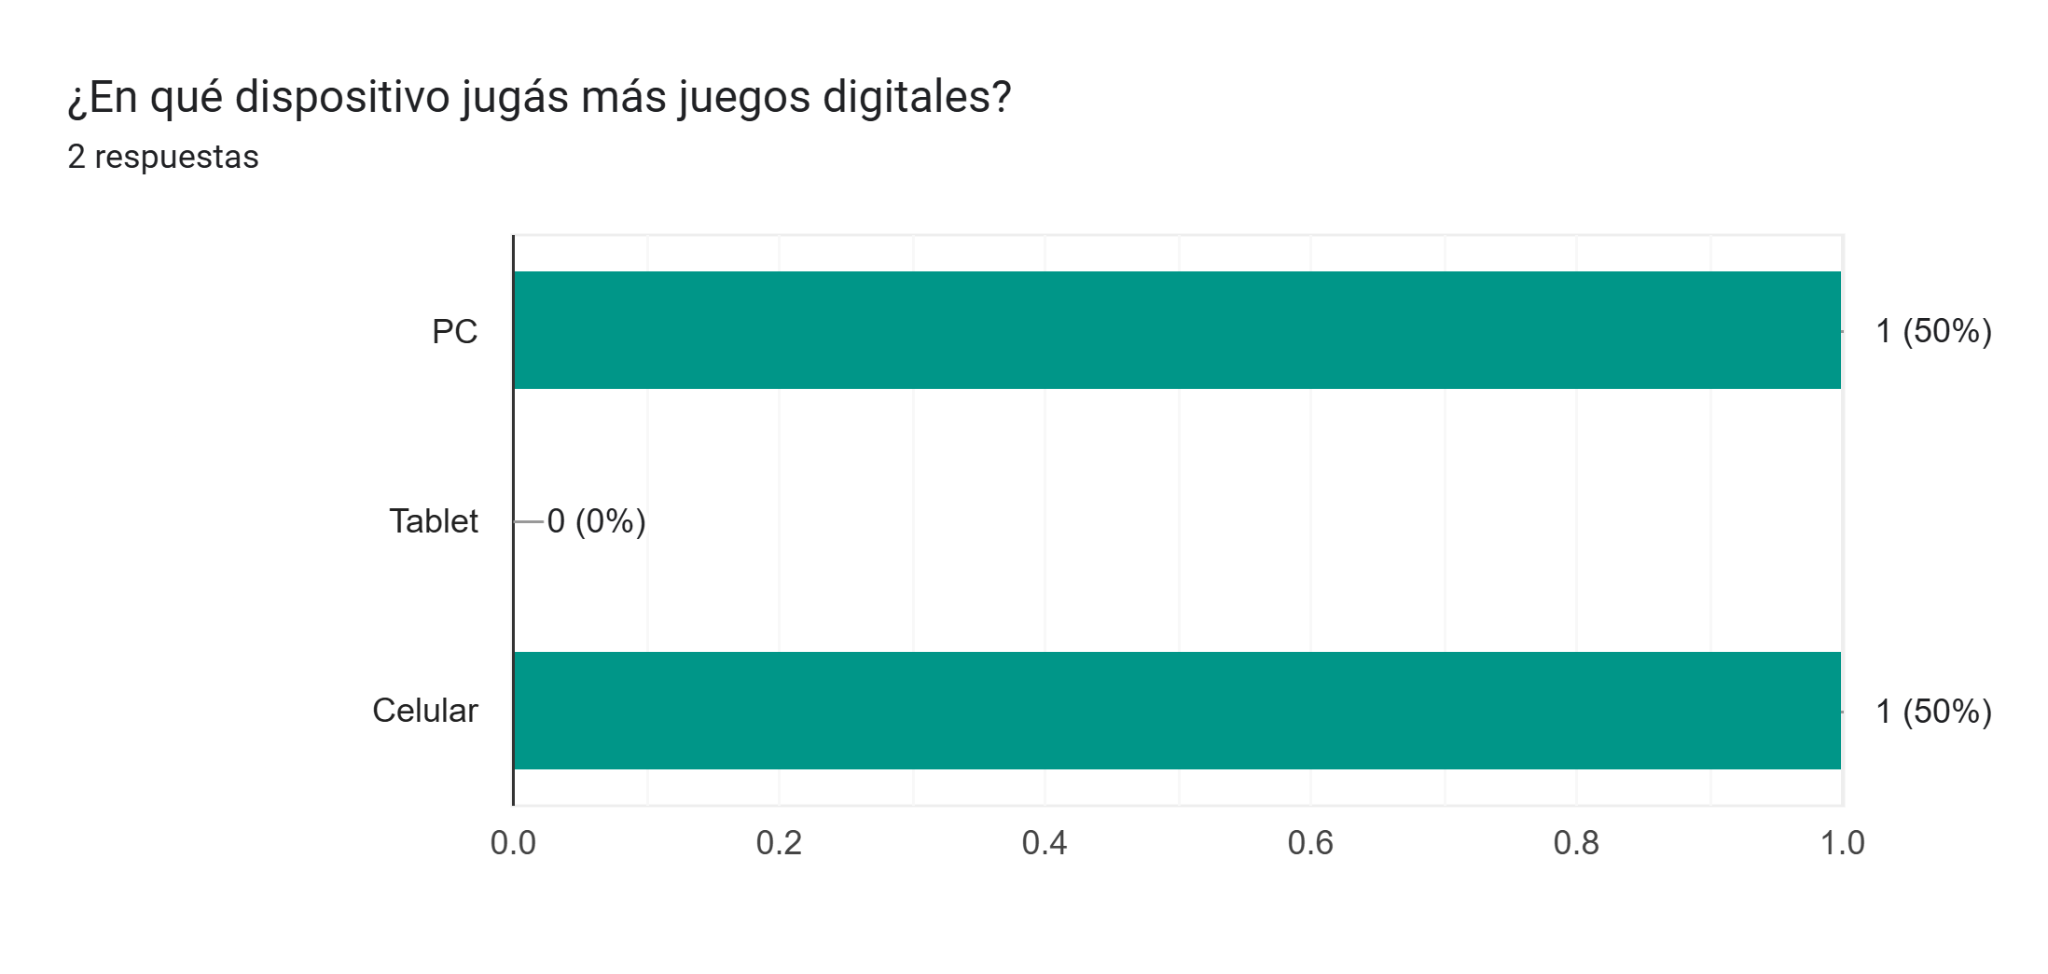 ¿En qué dispositivo jugás más juegos digitales?
2 respuestas
PC
1 (50%)
Tablet
0 (0%)
Celular
1 (50%)
0.0 0.2 0.4 0.6 0.8 1.0